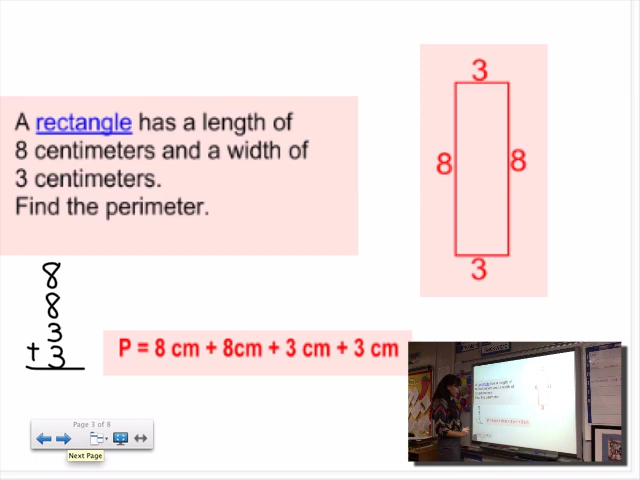 A rectangle has a length of
8 centimeters and a width of
3 centimeters.
Find the perimeter.
3
8 8
3
8
8
3
+ 3
P = 8 cm + 8cm + 3 cm + 3 cm
Page 3 of 8
Next Page